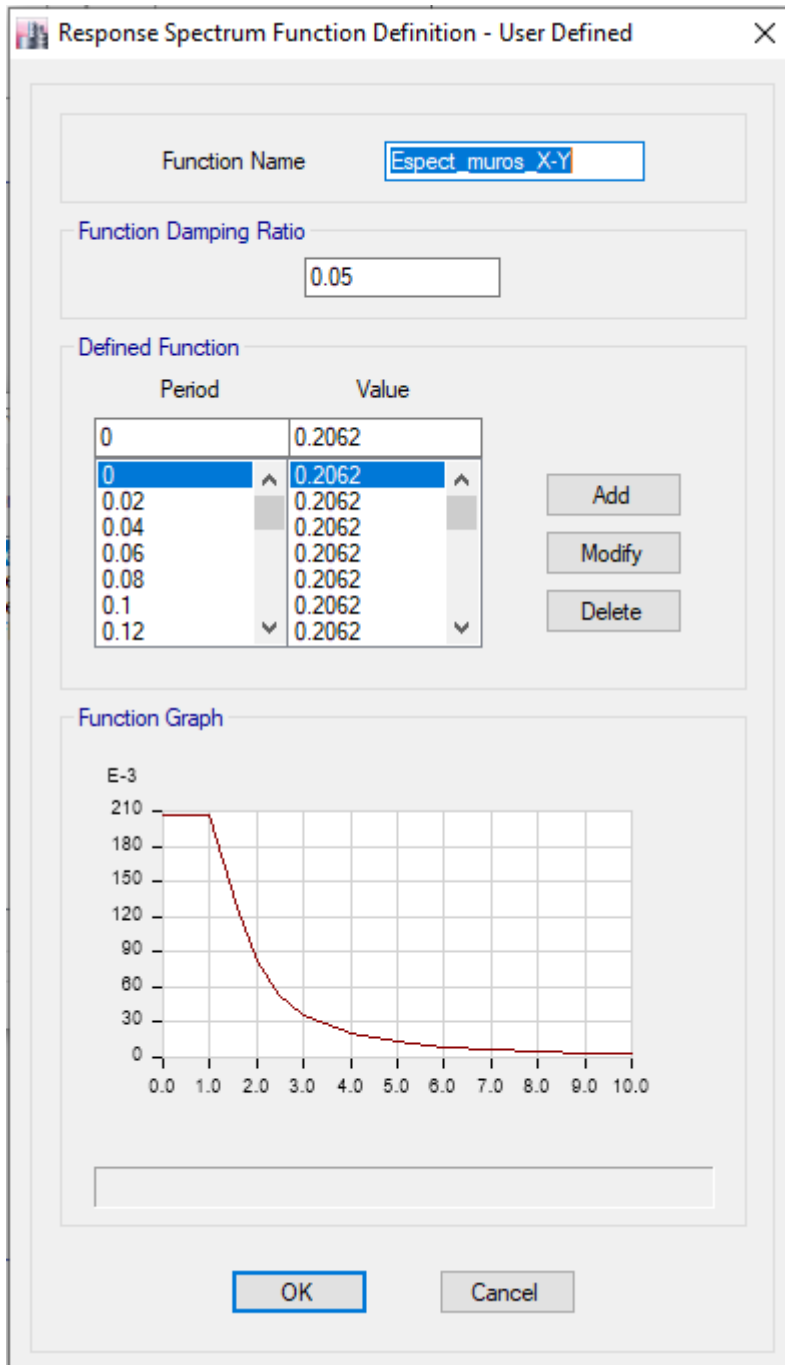 Response Spectrum Function Definition - User Defined
Function Name Espect_muros_X-Y
Function Damping Ratio
0.05
Defined Function
Period Value
0 0.2062
0 0.2062
0.02 0.2062
0.04 0.2062
0.06 0.2062
0.08 0.2062
0.1 0.2062
0.12 0.2062
Add
Modify
Delete
Function Graph
E-3
210
180
150
120
90
60
30
0
0.0 1.0 2.0 3.0 4.0 5.0 6.0 7.0 8.0 9.0 10.0
OK Cancel